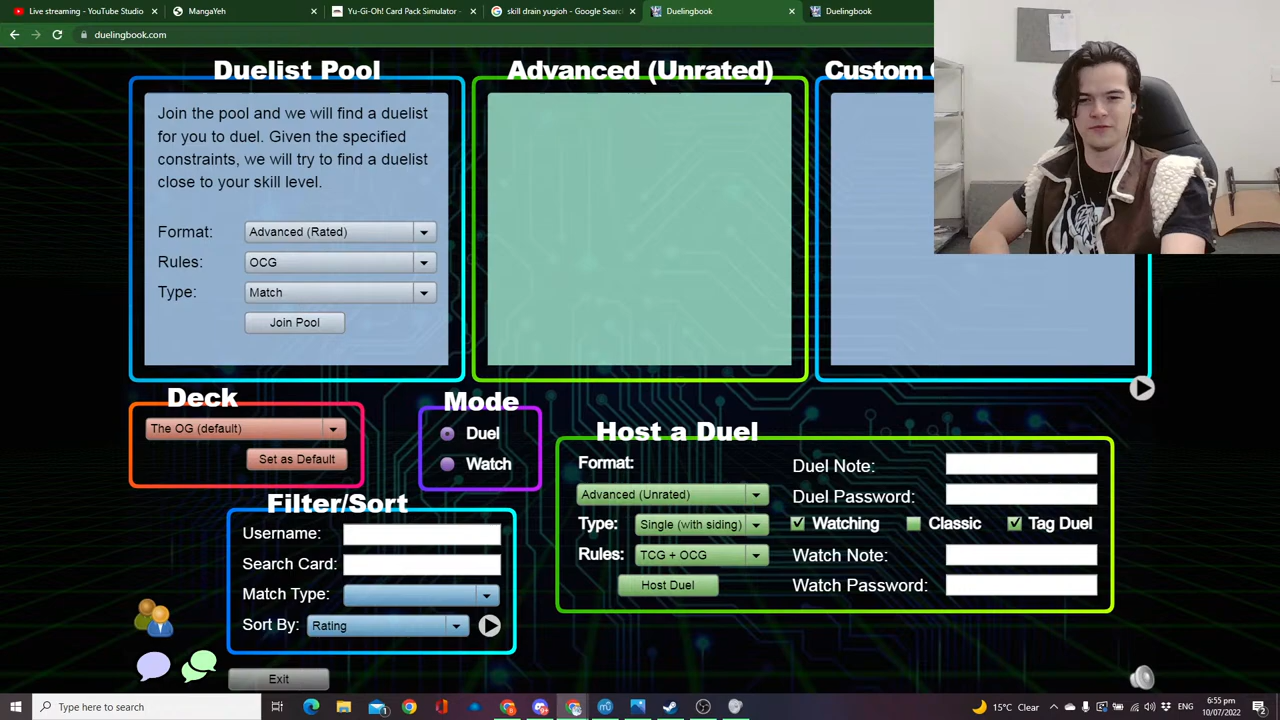 Live streaming - YouTube Studio
MangaYeh
Yu-Gi-Oh! Card Pack Simulator -
skill drain yugioh - Google Searc
Duelingbook
Duelingbook
duelingbook.com
Duelist Pool
Join the pool and we will find a duelist
for you to duel. Given the specified
constraints, we will try to find a duelist
close to your skill level.
Format: Advanced (Rated)
Rules: OCG
Type: Match
Join Pool
Advanced (Unrated)
Custom
Deck
The OG (default)
Set as Default
Mode
Duel
Watch
Filter/Sort
Username:
Search Card:
Match Type:
Sort By: Rating
Host a Duel
Format:
Advanced (Unrated)
Type: Single (with siding)
Rules: TCG + OCG
Host Duel
Duel Note:
Duel Password:
Watching Classic Tag Duel
Watch Note:
Watch Password:
Exit
Type here to search
15°C Clear
6:55 pm
10/07/2022